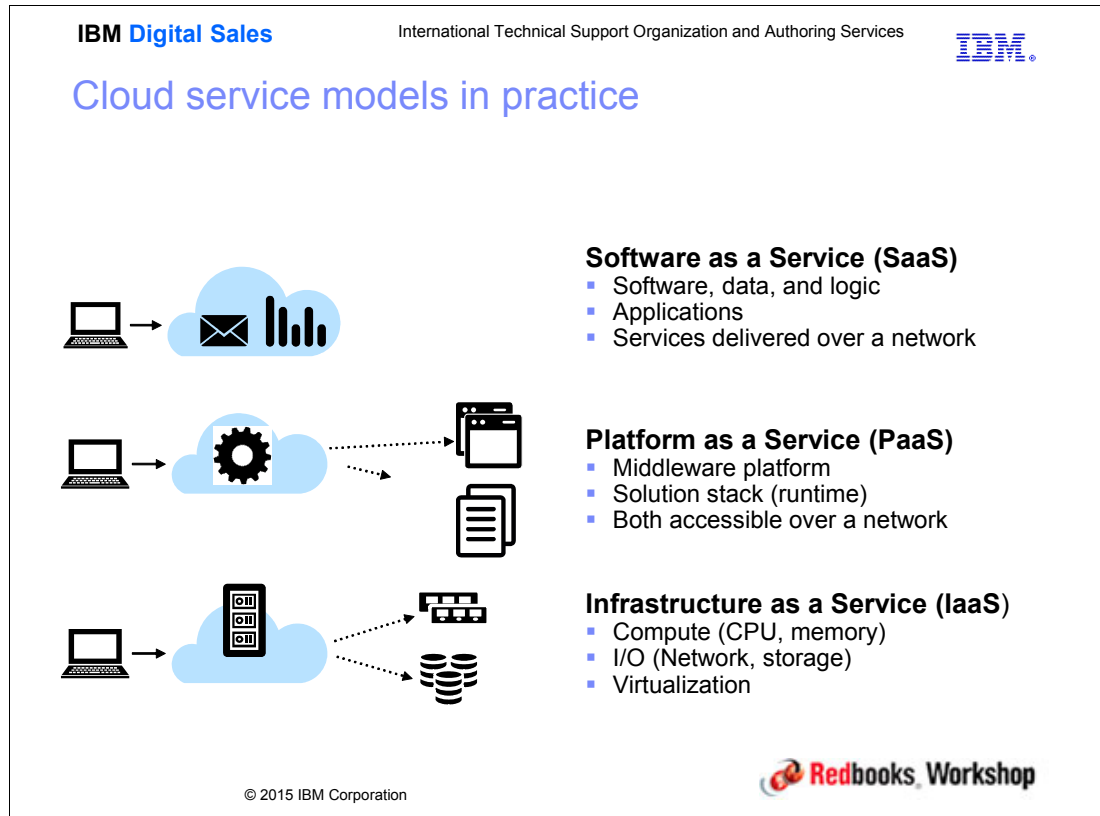 IBM Digital Sales
International Technical Support Organization and Authoring Services
IBM®
Cloud service models in practice
Software as a Service (SaaS)
▪ Software, data, and logic
▪ Applications
▪ Services delivered over a network
Platform as a Service (PaaS)
▪ Middleware platform
▪ Solution stack (runtime)
▪ Both accessible over a network
Infrastructure as a Service (IaaS)
▪ Compute (CPU, memory)
▪ I/O (Network, storage)
▪ Virtualization
© 2015 IBM Corporation
Redbooks Workshop